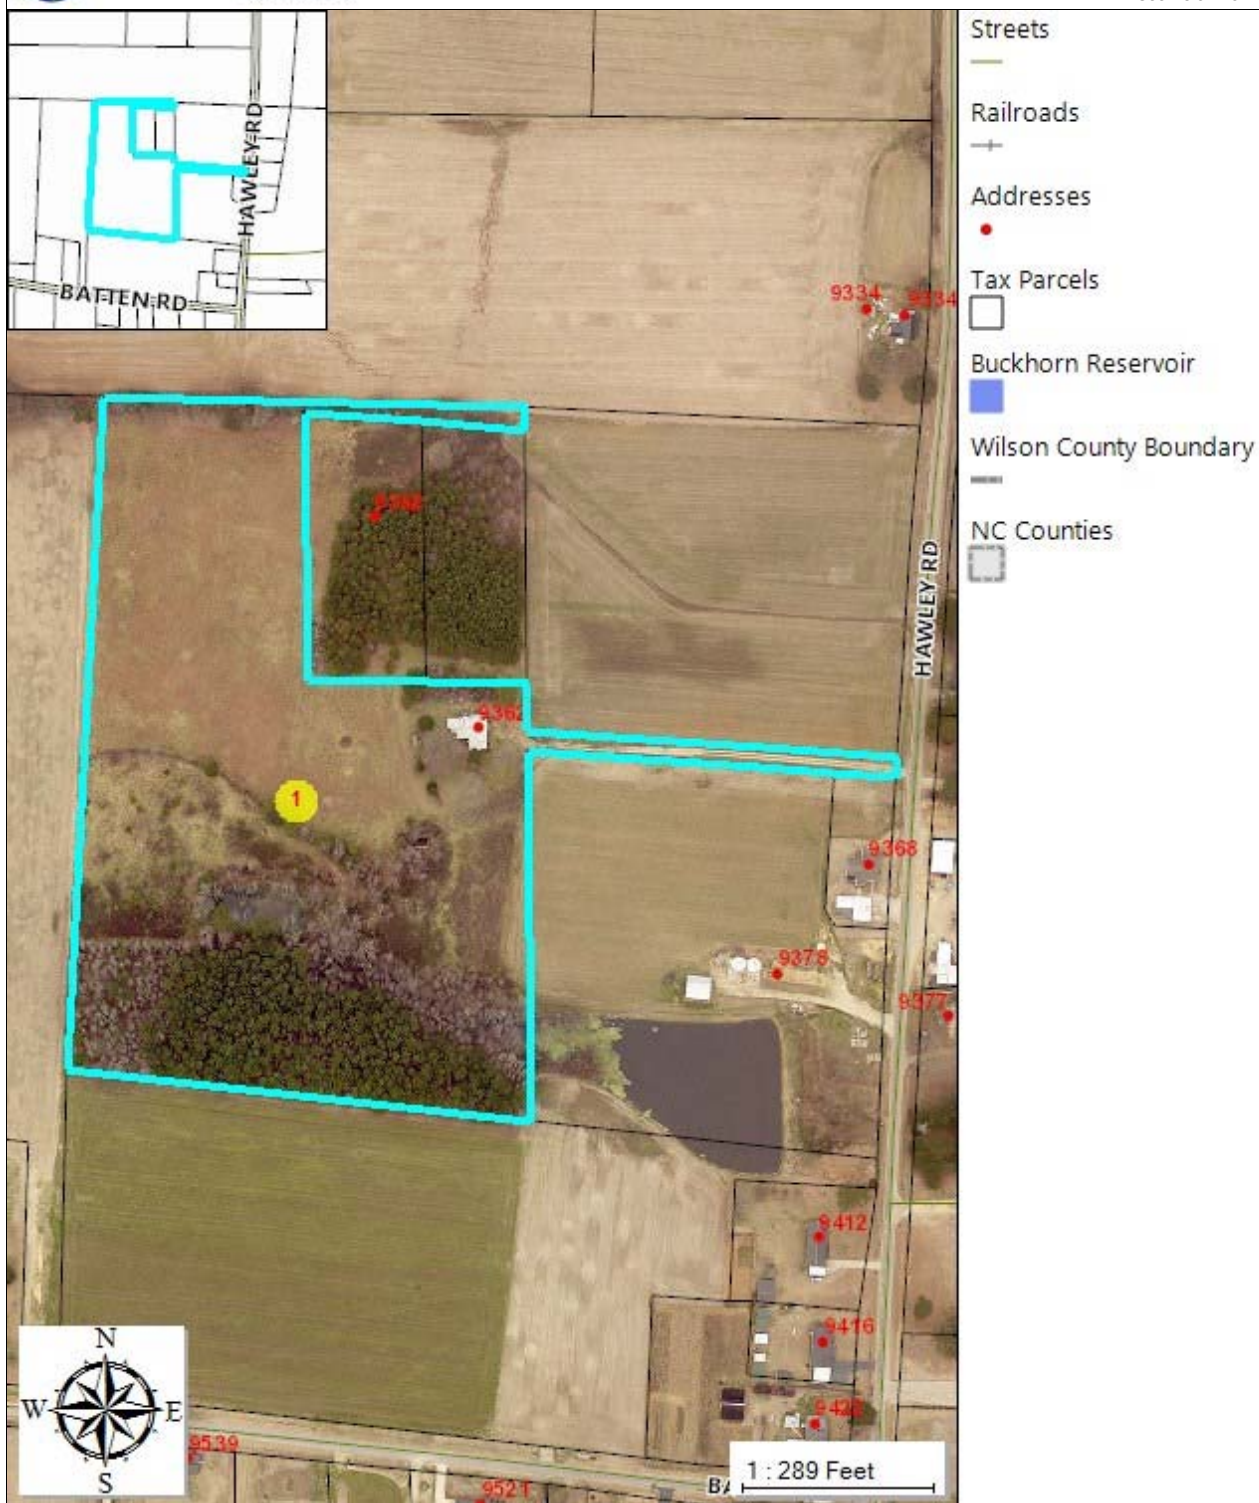 HAWLEY RD
BATTEN RD
Streets
Railroads
Addresses
Tax Parcels
Buckhorn Reservoir
Wilson County Boundary
NC Counties
9334
9334
HAWLEY RD
9362
1
9368
9377
9412
9416
N
W
E
S
9539
9521
1 : 289 Feet